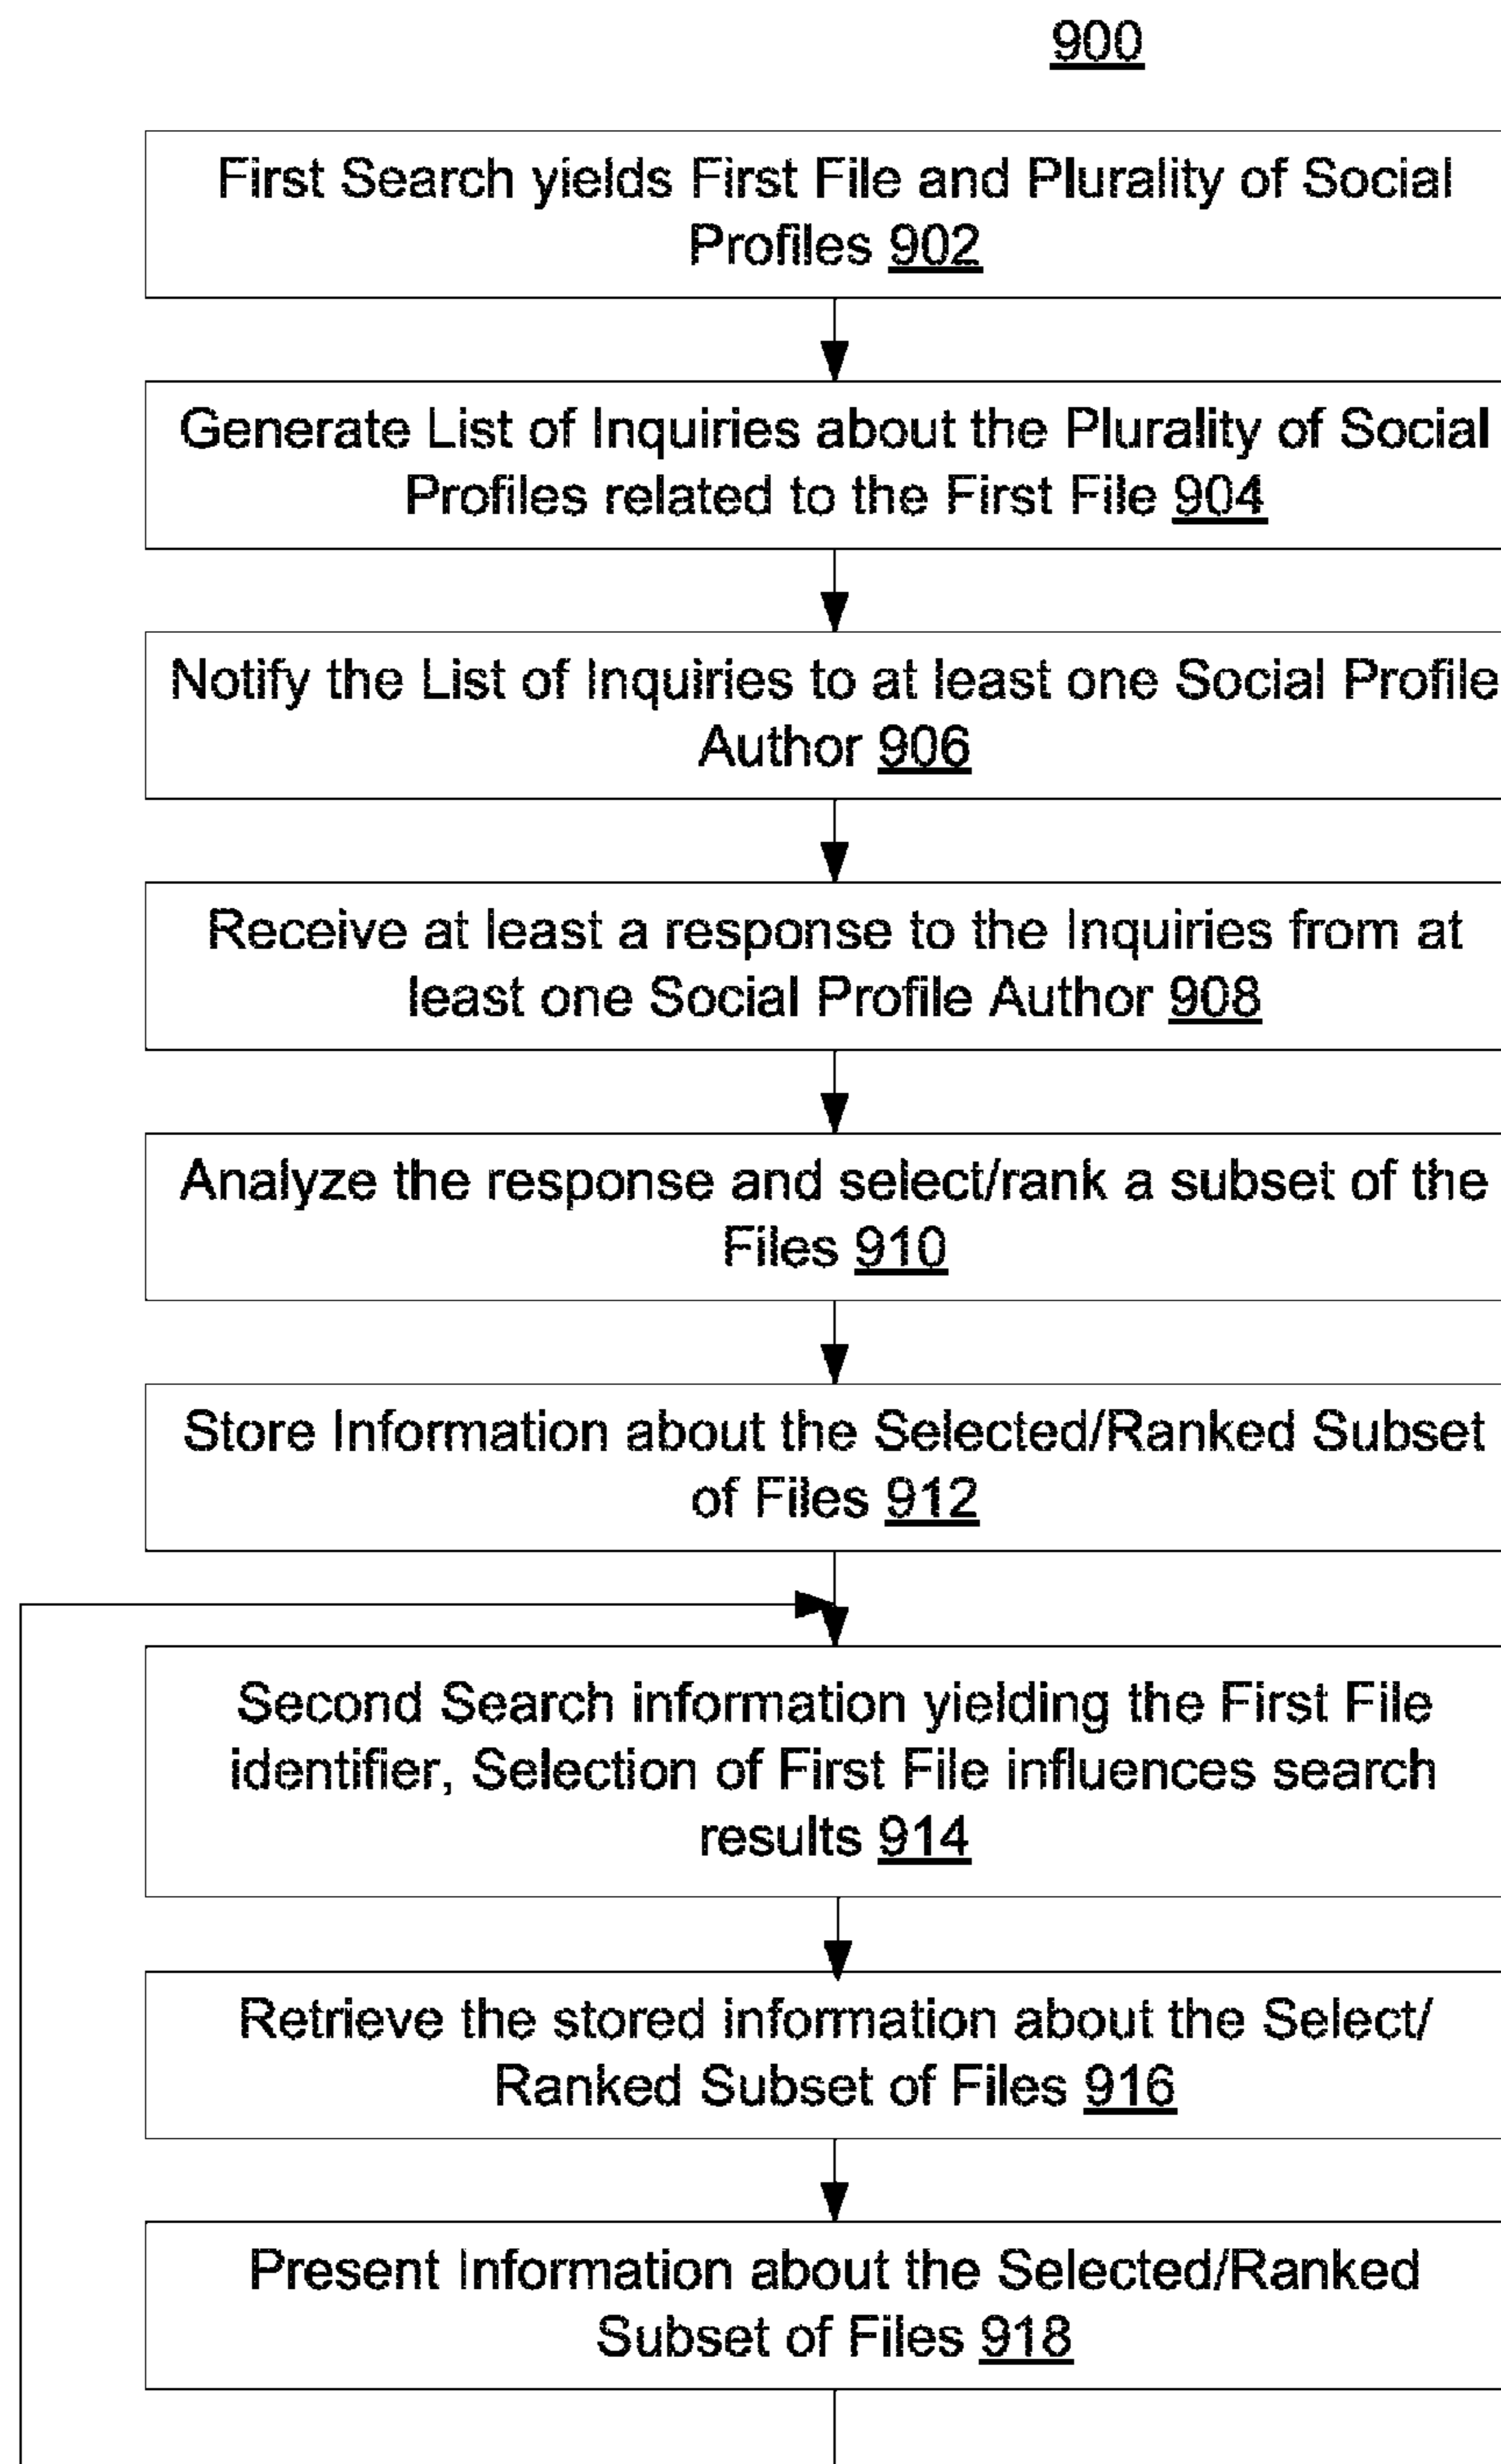 900
First Search yields First File and Plurality of Social
Profiles 902
Generate List of Inquiries about the Plurality of Social
Profiles related to the First File 904
Notify the List of Inquiries to at least one Social Profile
Author 906
Receive at least a response to the Inquiries from at
least one Social Profile Author 908
Analyze the response and select/rank a subset of the
Files 910
Store Information about the Selected/Ranked Subset
of Files 912
Second Search information yielding the First File
identifier, Selection of First File influences search
results 914
Retrieve the stored information about the Select/
Ranked Subset of Files 916
Present Information about the Selected/Ranked
Subset of Files 918